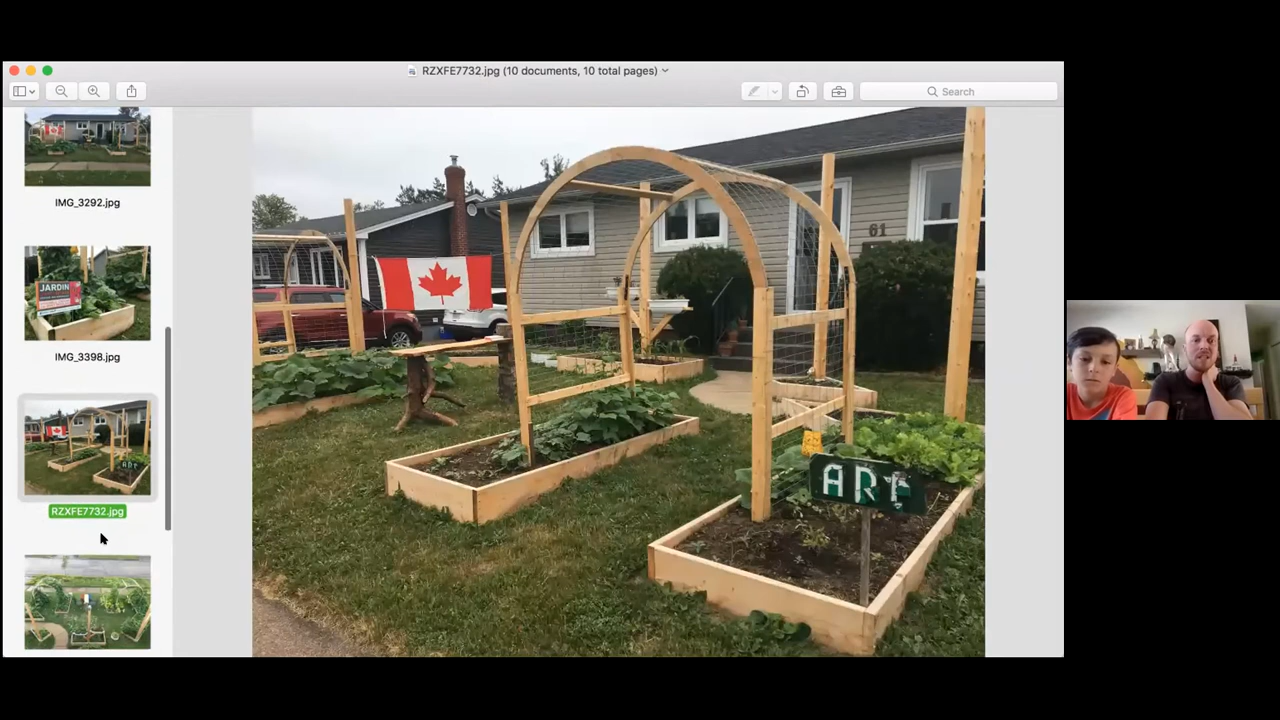 RZXFE7732.jpg (10 documents, 10 total pages)
Search
IMG_3292.jpg
JARDIN
IMG_3398.jpg
RZXFE7732.jpg
61
ART